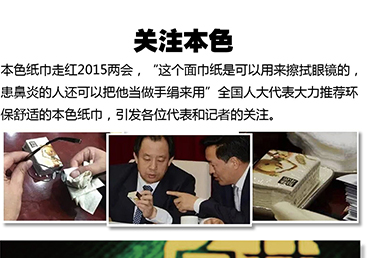 关注本色
本色纸巾走红2015两会，“这个面巾纸是可以用来擦拭眼镜的，
患鼻炎的人还可以把他当做手绢来用”全国人大代表大力推荐环
保舒适的本色纸巾，引发各位代表和记者的关注。